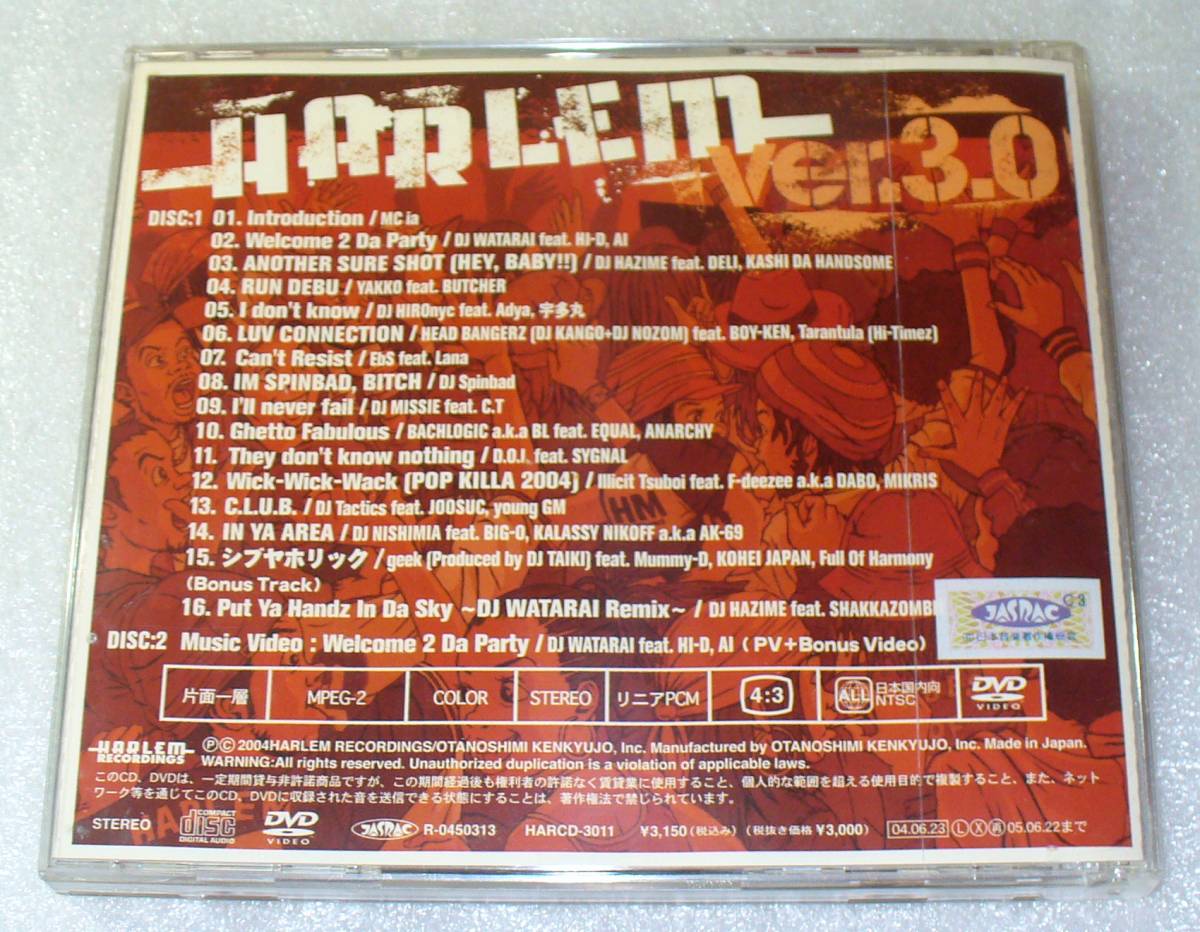 HARLEM
ver.3.0
DISC:1 01. Introduction / MC ia
02. Welcome 2 Da Party / DJ WATARAI feat. HI-D, AI
03. ANOTHER SURE SHOT (HEY, BABY!!) / DJ HAZIME feat. DELI, KASHI DA HANDSOME
04. RUN DEBU / YAKKO feat. BUTCHER
05. I don't know / DJ HIROnyc feat. Adya, 宇多丸
06. LUV CONNECTION / HEAD BANGERZ (DJ KANGO+DJ NOZOM) feat. BOY-KEN, Tarantula (Hi-Timez)
07. Can't Resist / EbS feat. Lana
08. IM SPINBAD, BITCH / DJ Spinbad
09. I'll never fail / DJ MISSIE feat. C.T
10. Ghetto Fabulous / BACHLOGIC a.k.a BL feat. EQUAL, ANARCHY
11. They don't know nothing / D.O.I. feat. SYGNAL
12. Wick-Wick-Wack (POP KILLA 2004) / Illicit Tsuboi feat. F-deezee a.k.a DABO, MIKRIS
HM
13. C.L.U.B. / DJ Tactics feat. JOOSUC, young GM
14. IN YA AREA / DJ NISHIMIA feat. BIG-O, KALASSY NIKOFF a.k.a AK-69
15. シブヤホリック / geek (Produced by DJ TAIKI) feat. Mummy-D, KOHEI JAPAN, Full Of Harmony
(Bonus Track)
16. Put Ya Handz In Da Sky ~DJ WATARAI Remix~ / DJ HAZIME feat. SHAKKAZOMBI
JASRAC
DISC:2 Music Video : Welcome 2 Da Party / DJ WATARAI feat. HI-D, AI ( PV+Bonus Video)
片面一層 MPEG-2 COLOR STEREO リニアPCM 4:3 ALL 日本国内向 NTSC DVD VIDEO
HARLEM RECORDINGS
ⓅⒸ 2004HARLEM RECORDINGS/OTANOSHIMI KENKYUJO, Inc. Manufactured by OTANOSHIMI KENKYUJO, Inc. Made in Japan.
WARNING:All rights reserved. Unauthorized duplication is a violation of applicable laws.
このCD、DVDは、一定期間貸与非許諾商品ですが、この期間経過後も権利者の許諾なく賃貸業に使用すること、個人的な範囲を超える使用目的で複製すること、また、ネット
ワーク等を通じてこのCD、DVDに収録された音を送信できる状態にすることは、著作権法で禁じられています。
STEREO COMPACT disc DIGITAL AUDIO DVD VIDEO JASRAC R-0450313 HARCD-3011 ¥3,150(税込み)(税抜き価格 ¥3,000) 04.06.23 Ⓛ Ⓧ 再 05.06.22まで